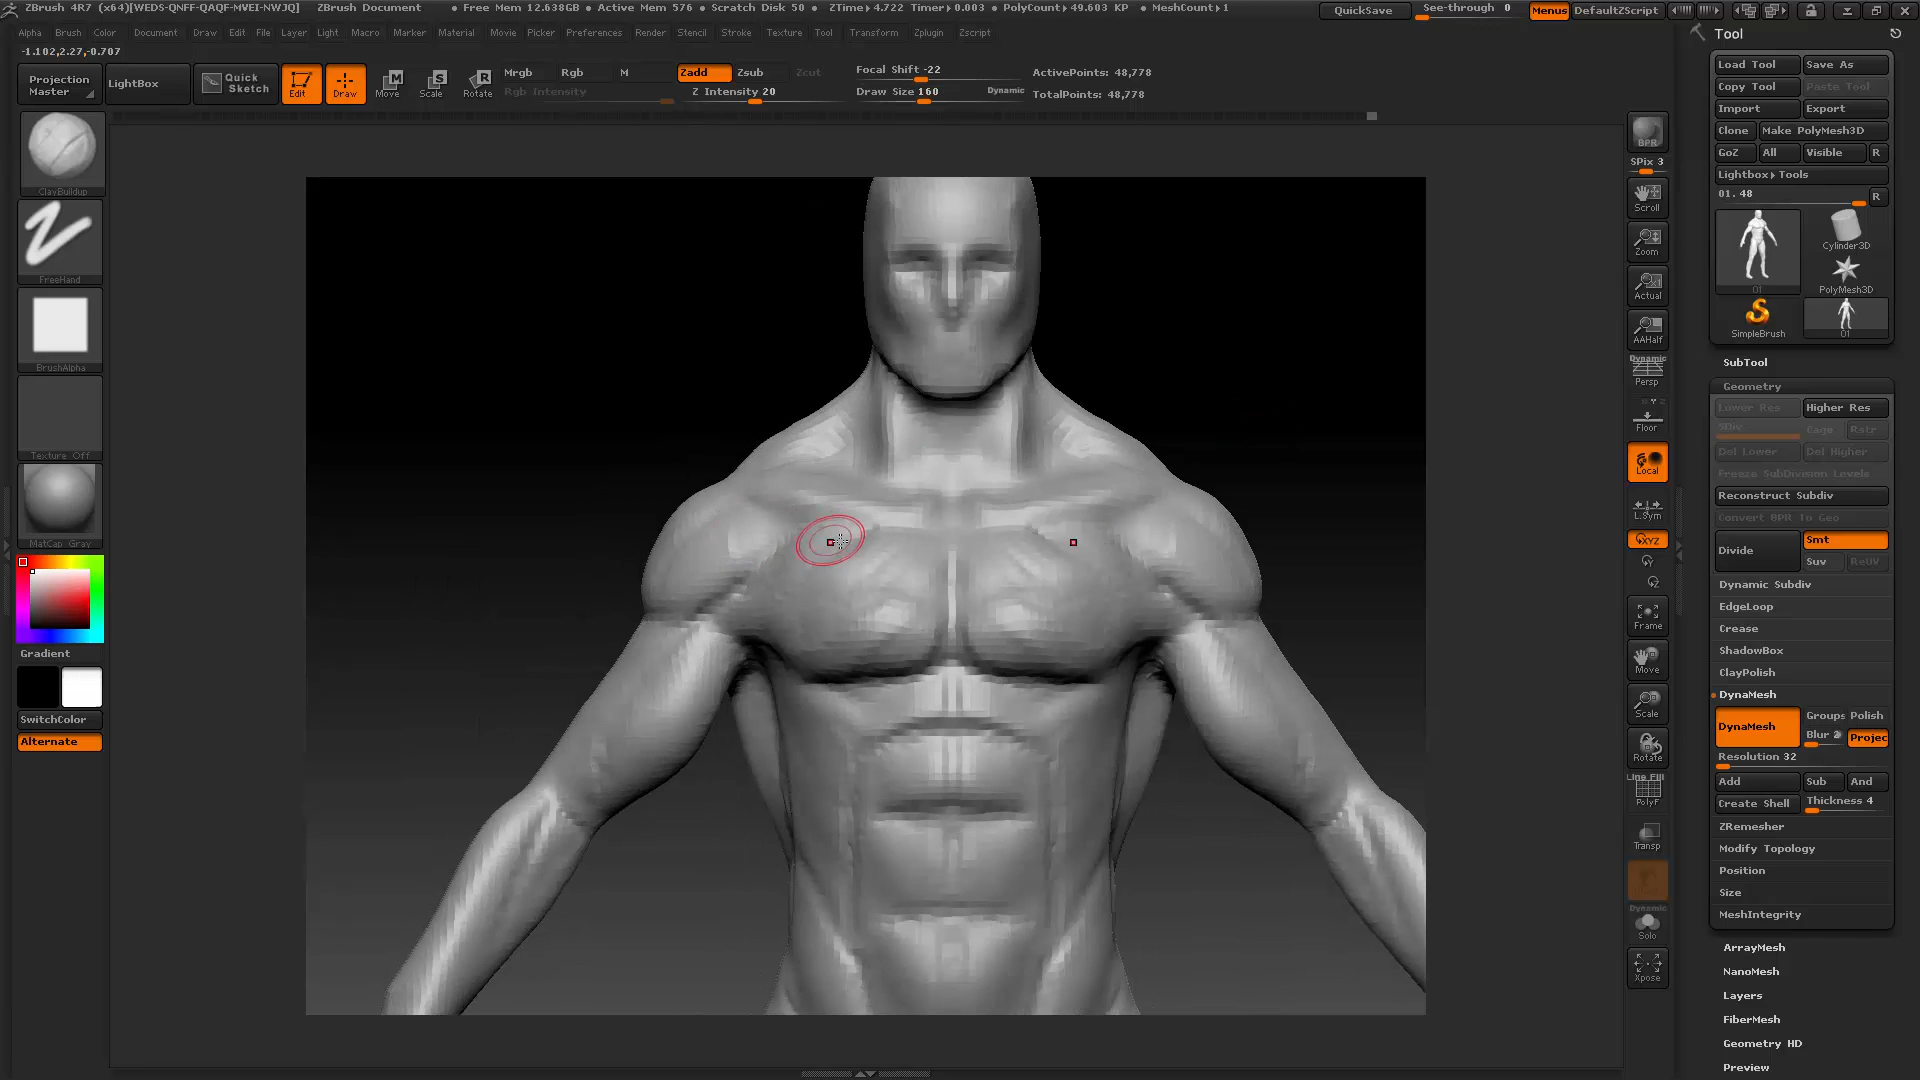 ZBrush 4R7 (x64)[WEDS-QNFF-QAQF-MVEI-NWJQ] ZBrush Document • Free Mem 12.638GB • Active Mem 576 • Scratch Disk 50 • ZTime▸4.722 Timer▸0.003 • PolyCount▸49.603 KP • MeshCount▸1 QuickSave See-through 0 Menus DefaultZScript
Alpha Brush Color Document Draw Edit File Layer Light Macro Marker Material Movie Picker Preferences Render Stencil Stroke Texture Tool Transform Zplugin Zscript
-1.102,2.27,-0.707
Projection Master
LightBox
Quick Sketch
Edit
Draw
Move
Scale
Rotate
Mrgb Rgb M
Rgb Intensity
Zadd Zsub Zcut
Z Intensity 20
Focal Shift -22
Draw Size 160 Dynamic
ActivePoints: 48,778
TotalPoints: 48,778
ClayBuildup
FreeHand
BrushAlpha
Texture Off
MatCap Gray
Gradient
SwitchColor
Alternate
BPR
SPix 3
Scroll
Zoom
Actual
AAHalf
Dynamic
Persp
Floor
Local
L.Sym
XYZ
Y
Z
Frame
Move
Scale
Rotate
Line Fill
PolyF
Transp
Dynamic
Solo
Xpose
Tool
Load Tool Save As
Copy Tool Paste Tool
Import Export
Clone Make PolyMesh3D
GoZ All Visible R
Lightbox▸Tools
01. 48 R
01
Cylinder3D
PolyMesh3D
SimpleBrush
01
SubTool
Geometry
Lower Res Higher Res
SDiv Cage Rstr
Del Lower Del Higher
Freeze SubDivision Levels
Reconstruct Subdiv
Convert BPR To Geo
Divide Smt
Suv ReUV
Dynamic Subdiv
EdgeLoop
Crease
ShadowBox
ClayPolish
DynaMesh
DynaMesh Groups Polish
Blur 2 Projec
Resolution 32
Add Sub And
Create Shell Thickness 4
ZRemesher
Modify Topology
Position
Size
MeshIntegrity
ArrayMesh
NanoMesh
Layers
FiberMesh
Geometry HD
Preview